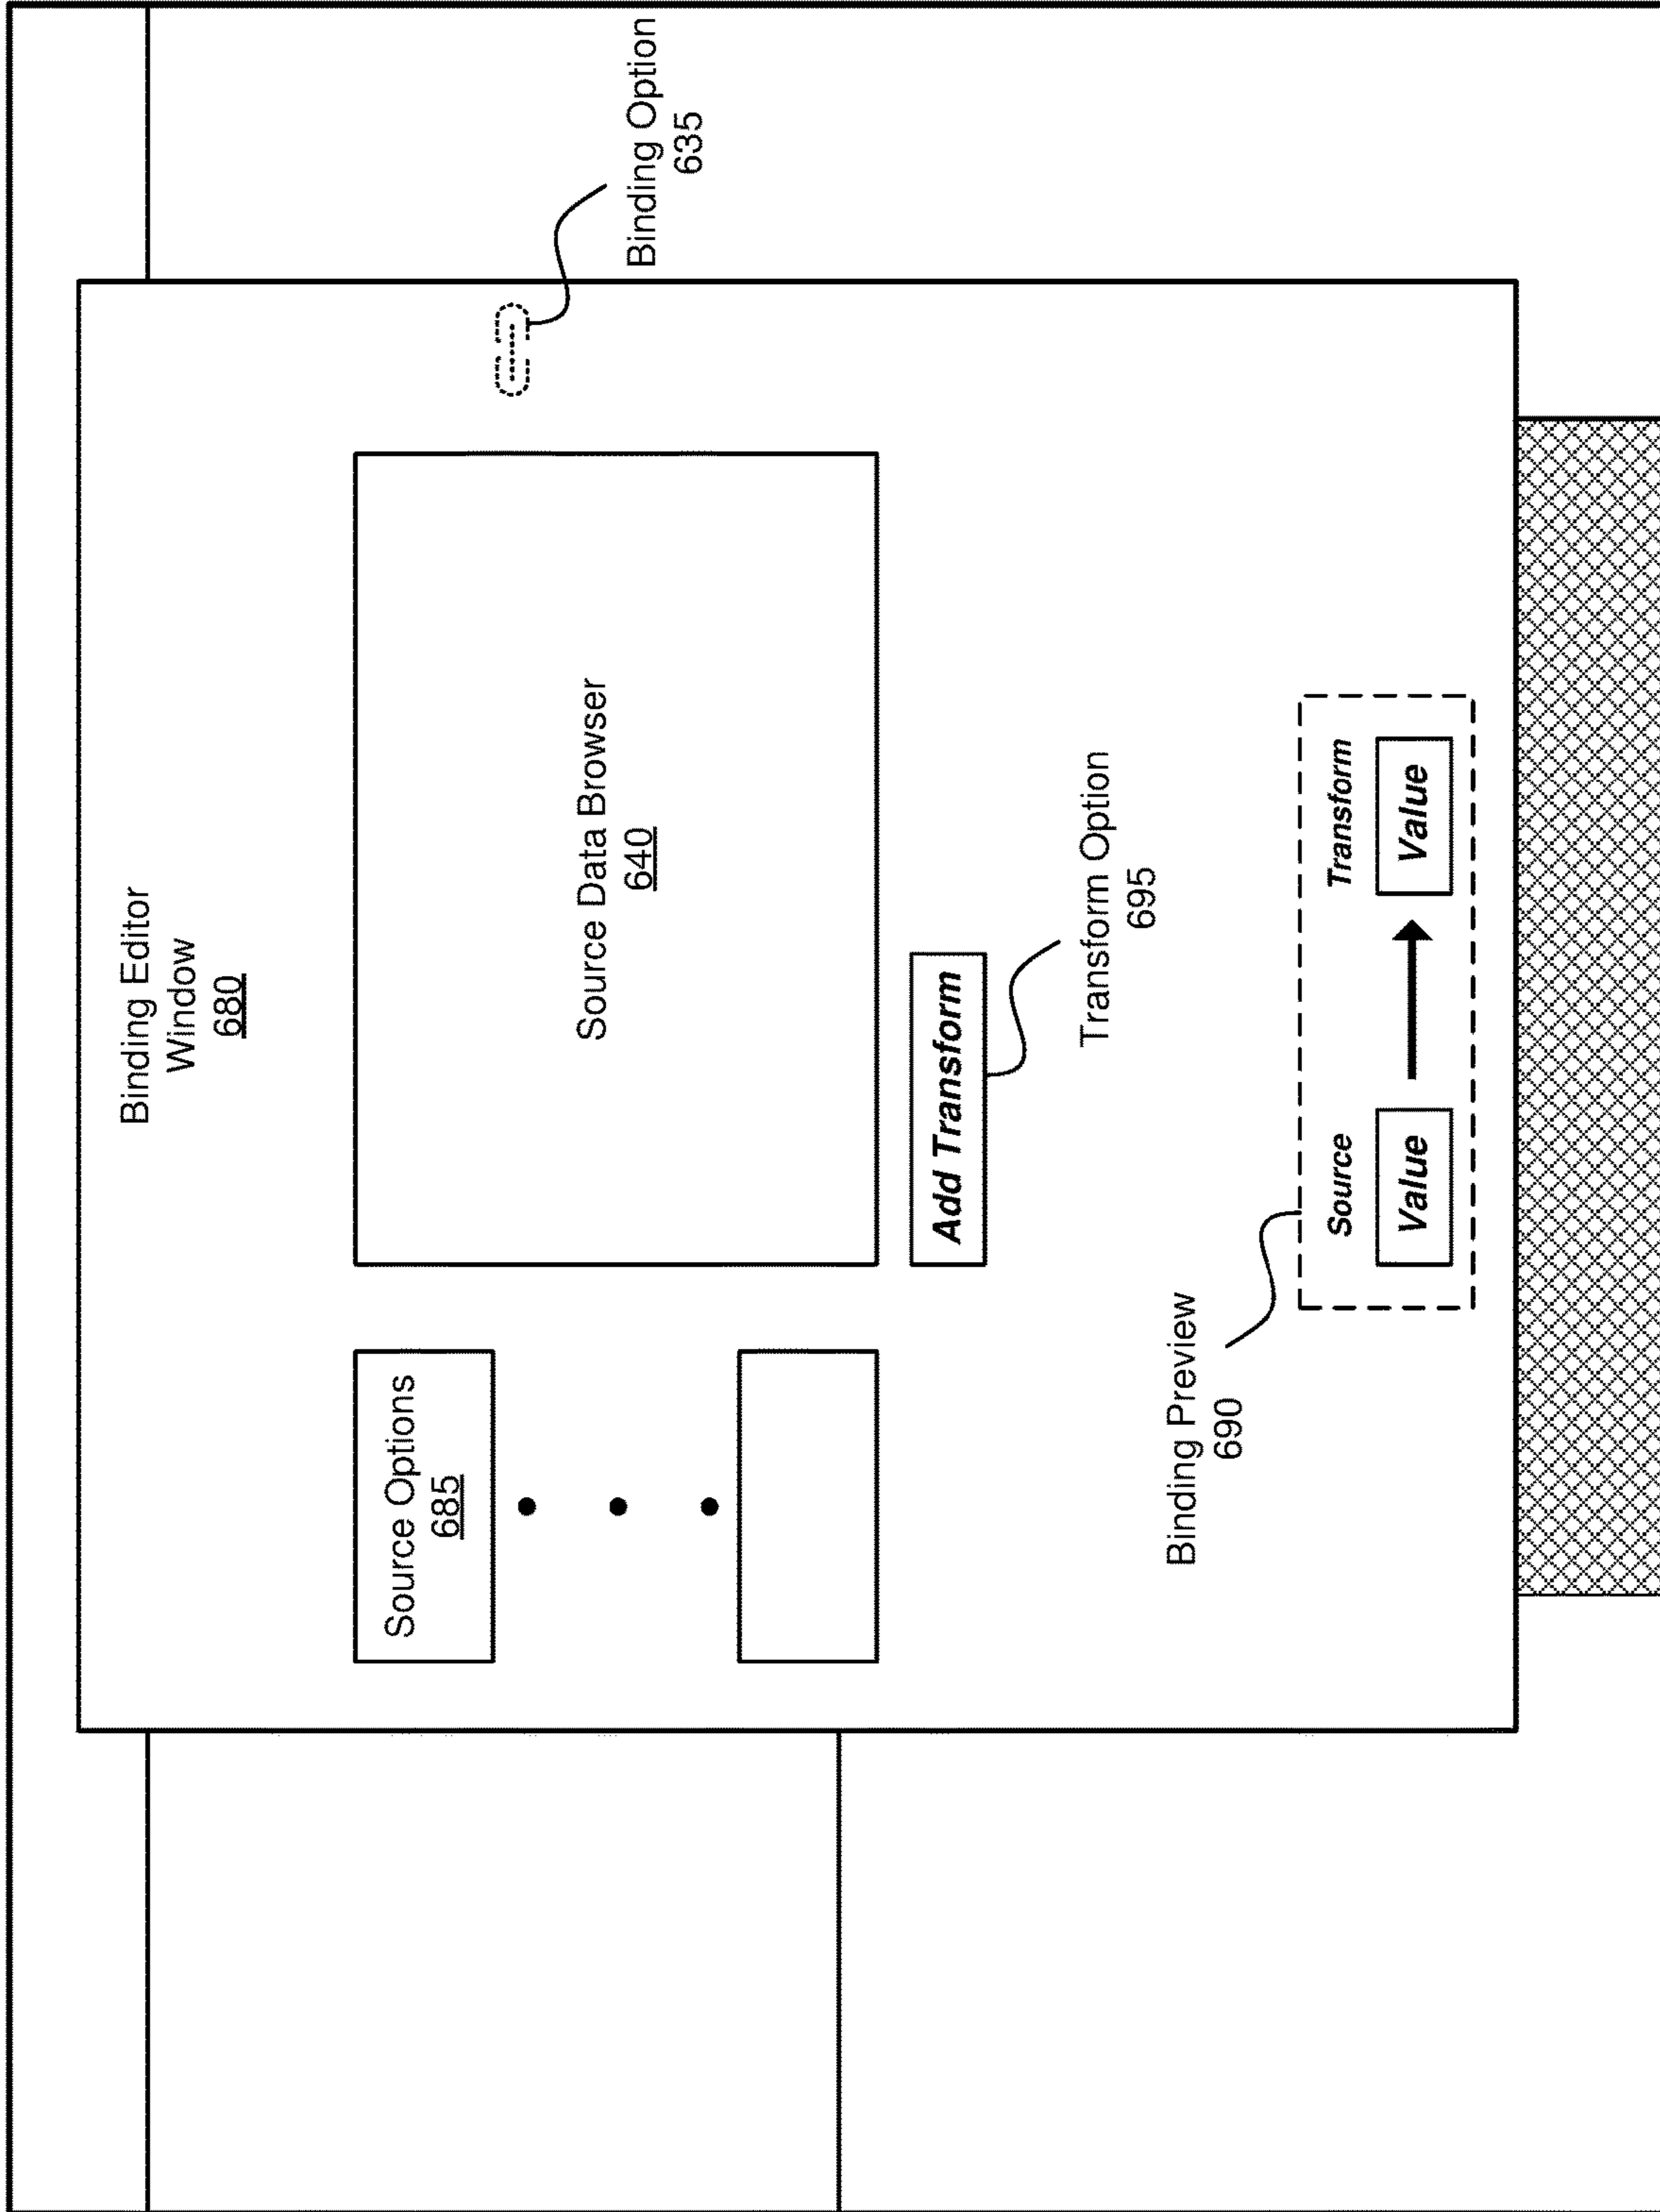 Binding Editor
Window
680
Source Options
685
Source Data Browser
640
Binding Option
635
Add Transform
Transform Option
695
Binding Preview
690
Source
Transform
Value
Value